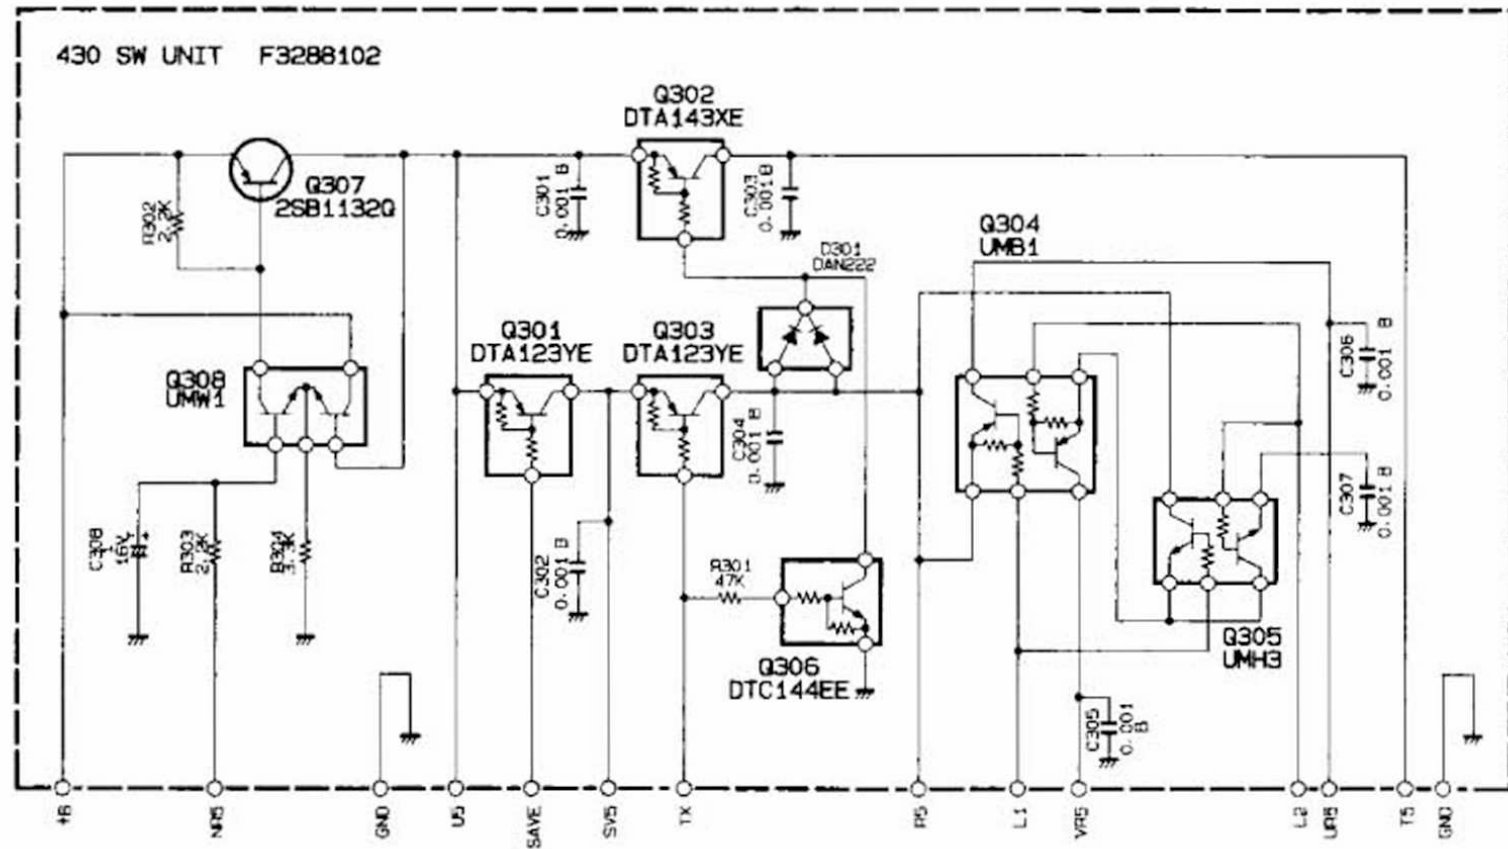 430 SW UNIT F3288102
Q302
DTA143XE
Q307
2SB1132Q
R302
2.2K
C301
0.001 B
C303
0.001 B
D301
DAN222
Q304
UMB1
Q301
DTA123YE
Q303
DTA123YE
Q308
UMW1
C304
0.001 B
C306
0.001 B
C307
0.001 B
C308
1
16V
+
R303
2.2K
R304
3.3K
C302
0.001 B
R301
47K
Q306
DTC144EE
Q305
UMH3
C305
0.001
B
+B
NR5
GND
U5
SAVE
SV5
TX
R5
L1
VR5
L2
UR5
T5
GND